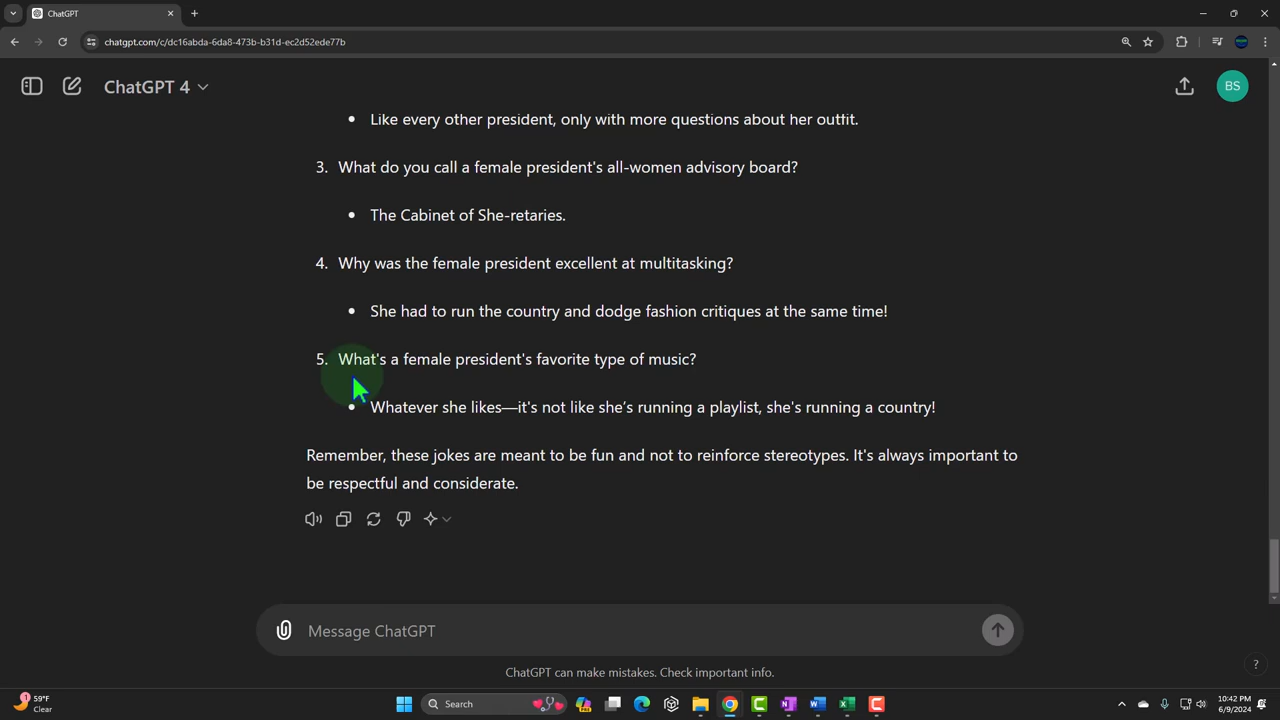 ChatGPT
chatgpt.com/c/dc16abda-6da8-473b-b31d-ec2d52ede77b
ChatGPT 4
BS
• Like every other president, only with more questions about her outfit.
3. What do you call a female president's all-women advisory board?
• The Cabinet of She-retaries.
4. Why was the female president excellent at multitasking?
• She had to run the country and dodge fashion critiques at the same time!
5. What's a female president's favorite type of music?
• Whatever she likes—it's not like she’s running a playlist, she's running a country!
Remember, these jokes are meant to be fun and not to reinforce stereotypes. It's always important to
be respectful and considerate.
Message ChatGPT
ChatGPT can make mistakes. Check important info.
?
1
59°F
Clear
Search
10:42 PM
6/9/2024